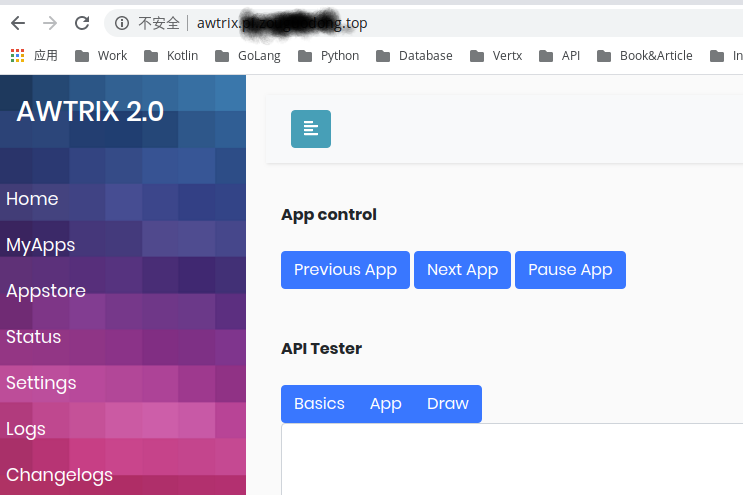 不安全 awtrix.
.top
应用 Work Kotlin GoLang Python Database Vertx API Book&Article In
AWTRIX 2.0
Home
MyApps
Appstore
Status
Settings
Logs
Changelogs
App control
Previous App Next App Pause App
API Tester
Basics App Draw